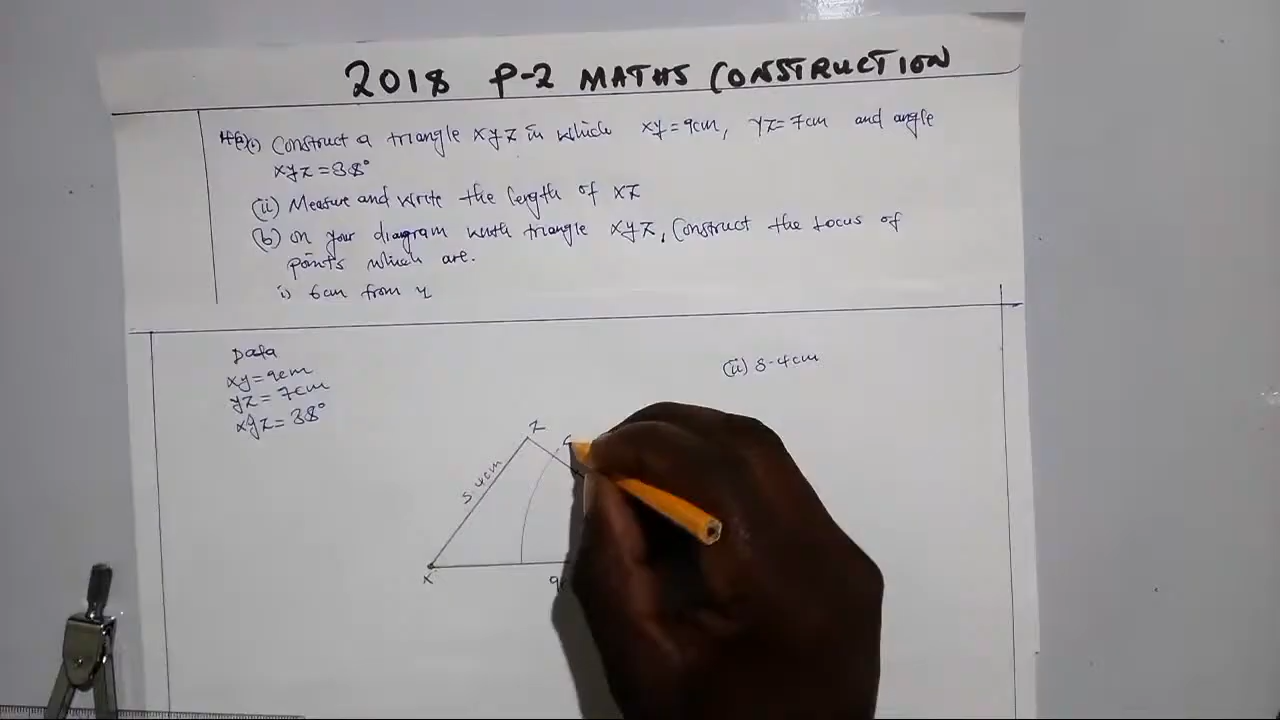 2018 P-2 MATHS CONSTRUCTION
Construct a triangle XYZ in which XY = 9cm, YZ = 7cm and angle
XYZ = 38°
(ii) Measure and write the length of XZ
(b) On your diagram with triangle XYZ, Construct the locus of
points which are.
i) 6cm from Y
Data
XY = 9cm
YZ = 7cm
XYZ = 38°
(ii) 5.4cm
Z
5.4cm
X